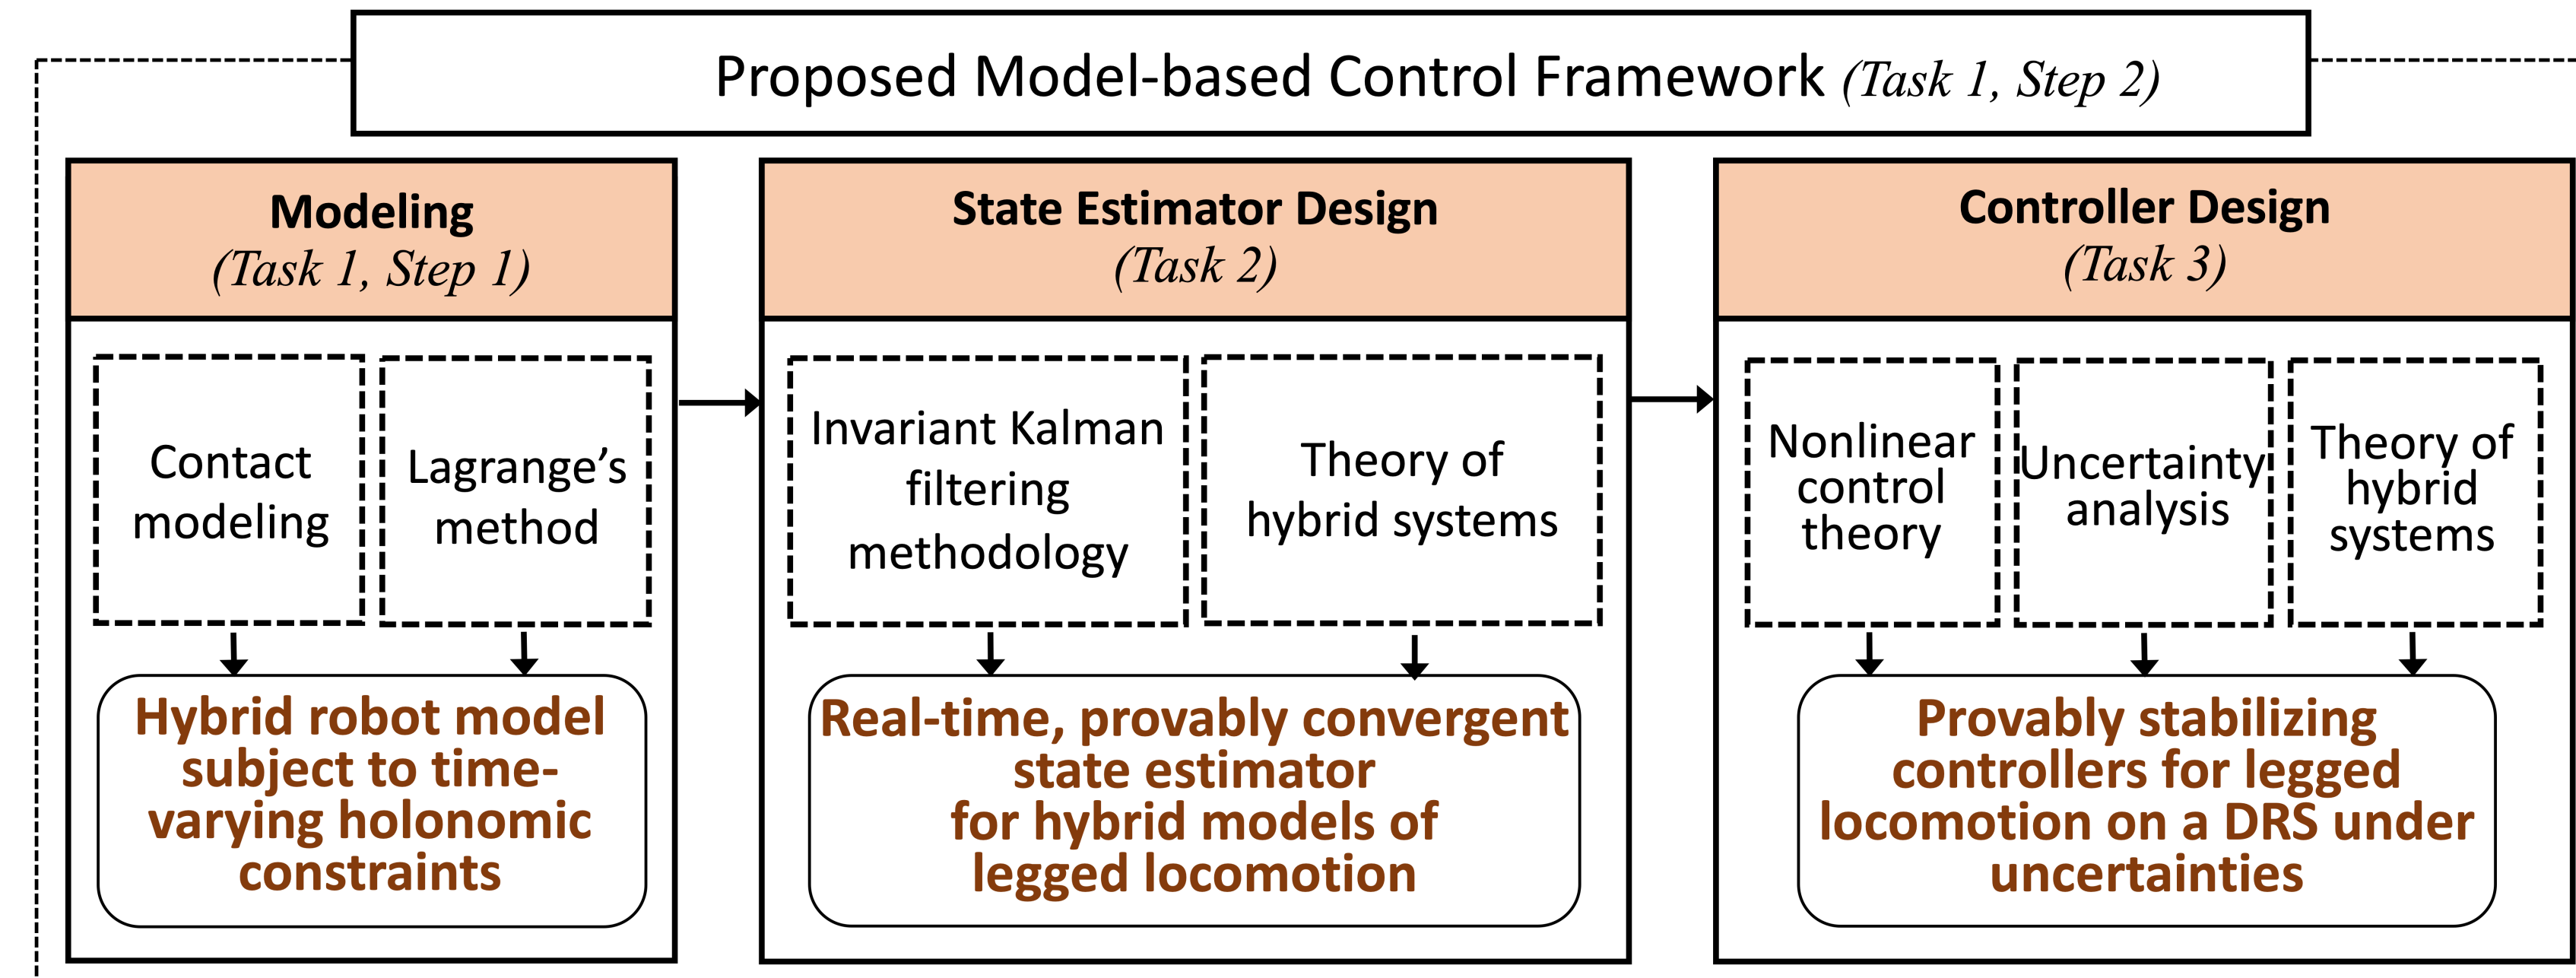 Proposed Model-based Control Framework (Task 1, Step 2)
Modeling
(Task 1, Step 1)
Contact
modeling
Lagrange’s
method
Hybrid robot model
subject to time-
varying holonomic
constraints
State Estimator Design
(Task 2)
Invariant Kalman
filtering
methodology
Theory of
hybrid systems
Real-time, provably convergent
state estimator
for hybrid models of
legged locomotion
Controller Design
(Task 3)
Nonlinear
control
theory
Uncertainty
analysis
Theory of
hybrid
systems
Provably stabilizing
controllers for legged
locomotion on a DRS under
uncertainties